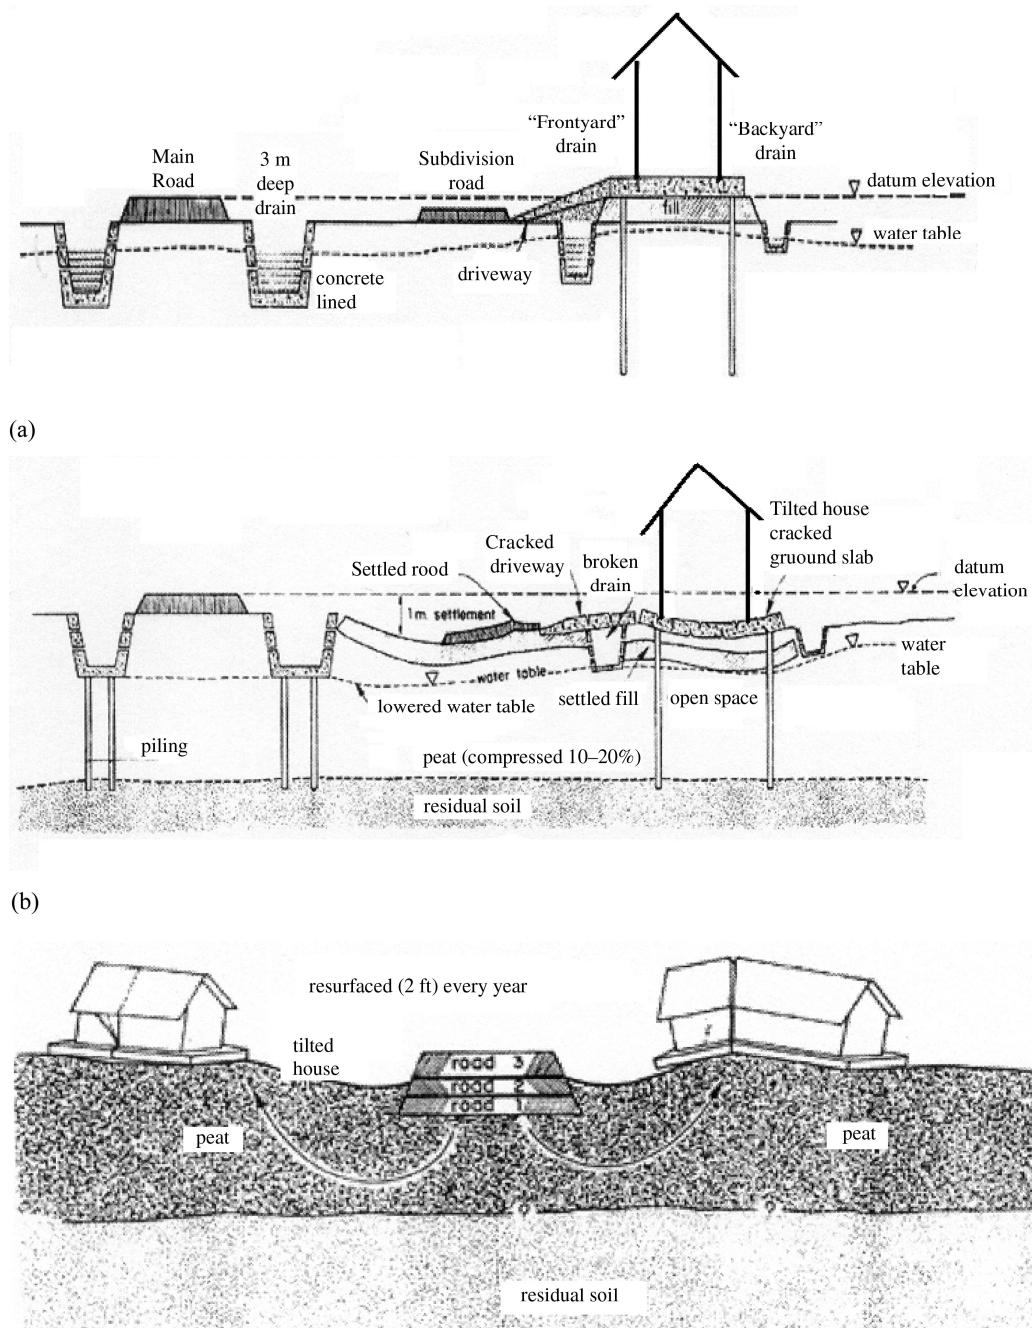 "Frontyard"
drain
"Backyard"
drain
Main
Road
3 m
deep
drain
Subdivision
road
datum elevation
fill
water table
driveway
concrete
lined
(a)
Tilted house
cracked
gruound slab
Cracked
driveway
broken
drain
Settled rood
datum
elevation
1m. settlement
water
table
water table
lowered water table
settled fill
open space
piling
peat (compressed 10–20%)
residual soil
(b)
resurfaced (2 ft) every year
tilted
house
road 3
road 2
road 1
peat
peat
residual soil